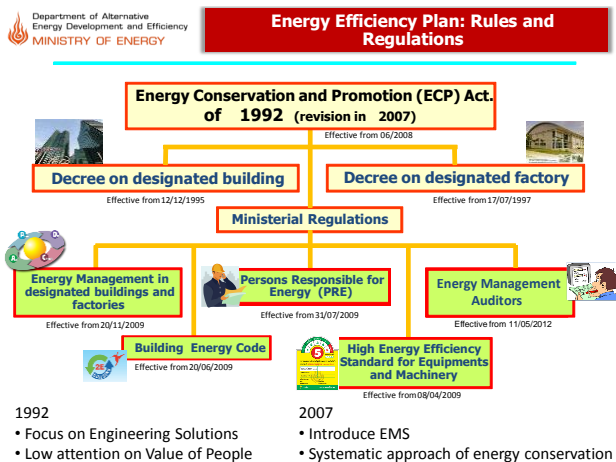 Department of Alternative
Energy Development and Efficiency
MINISTRY OF ENERGY
Energy Efficiency Plan: Rules and
Regulations
Energy Conservation and Promotion (ECP) Act.
of 1992 (revision in 2007)
Effective from 06/2008
Decree on designated building
Effective from 12/12/1995
Decree on designated factory
Effective from 17/07/1997
Ministerial Regulations
Energy Management in
designated buildings and
factories
Effective from 20/11/2009
Persons Responsible for
Energy (PRE)
Effective from 31/07/2009
Energy Management
Auditors
Effective from 11/05/2012
Building Energy Code
Effective from 20/06/2009
5
High Energy Efficiency
Standard for Equipments
and Machinery
Effective from 08/04/2009
1992
• Focus on Engineering Solutions
• Low attention on Value of People
2007
• Introduce EMS
• Systematic approach of energy conservation